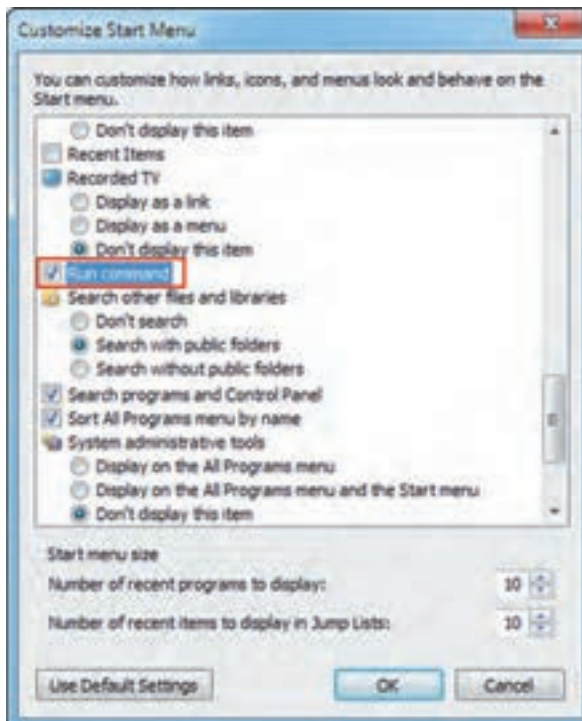 Customize Start Menu
You can customize how links, icons, and menus look and behave on the
Start menu.
Don't display this item
Recent Items
Recorded TV
Display as a link
Display as a menu
Don't display this item
Run command
Search other files and libraries
Don't search
Search with public folders
Search without public folders
Search programs and Control Panel
Sort All Programs menu by name
System administrative tools
Display on the All Programs menu
Display on the All Programs menu and the Start menu
Don't display this item
Start menu size
Number of recent programs to display: 10
Number of recent items to display in Jump Lists: 10
Use Default Settings OK Cancel